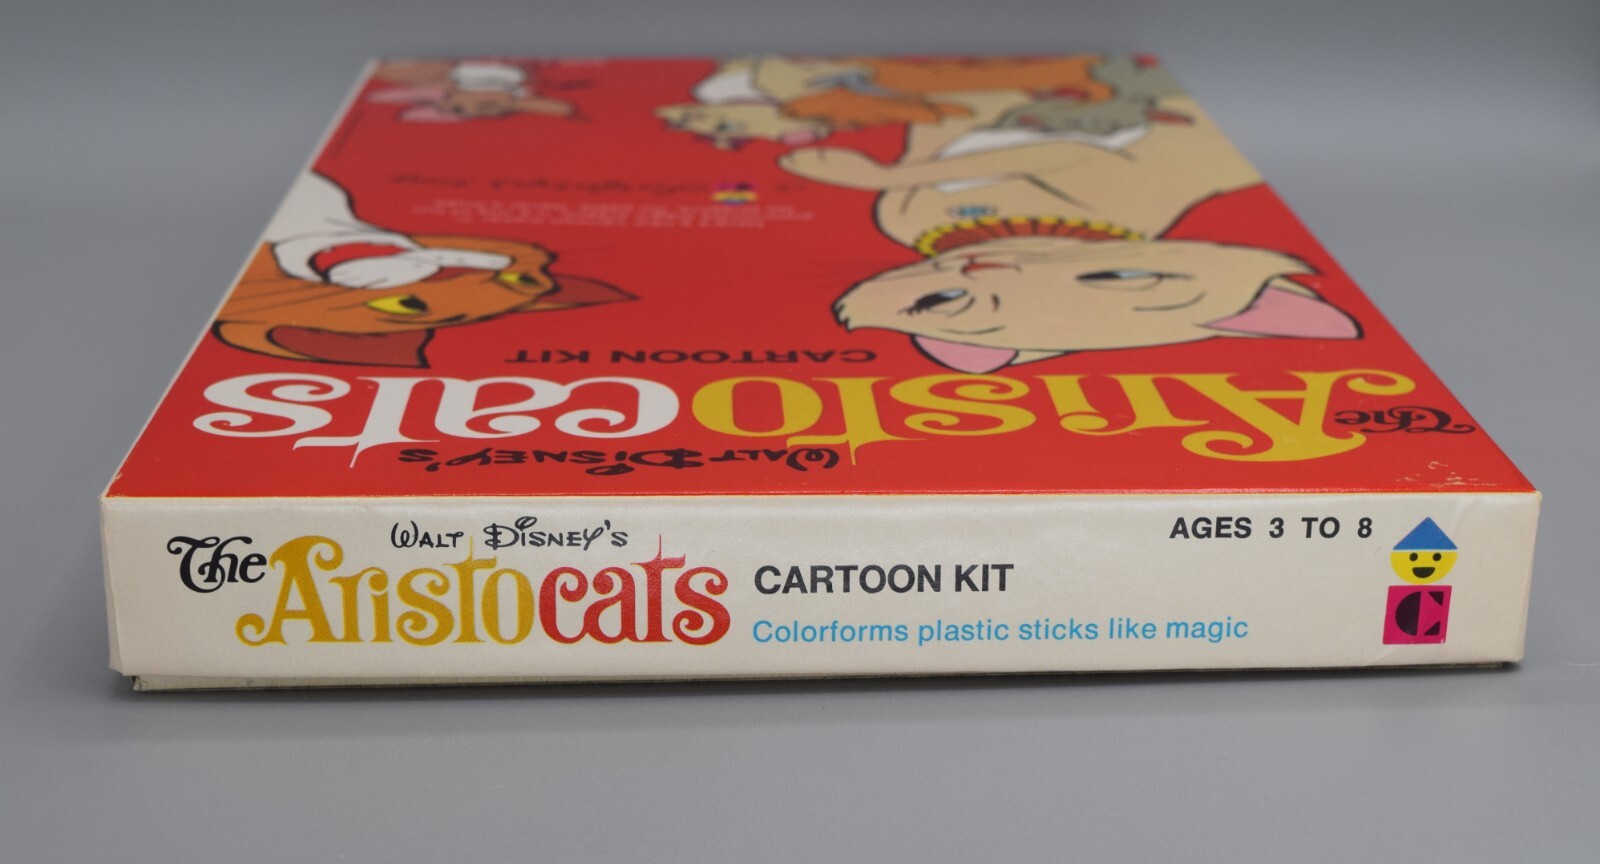 Walt Disney's
The Aristocats
CARTOON KIT
Walt Disney's
The Aristocats
CARTOON KIT
Colorforms plastic sticks like magic
AGES 3 TO 8
C